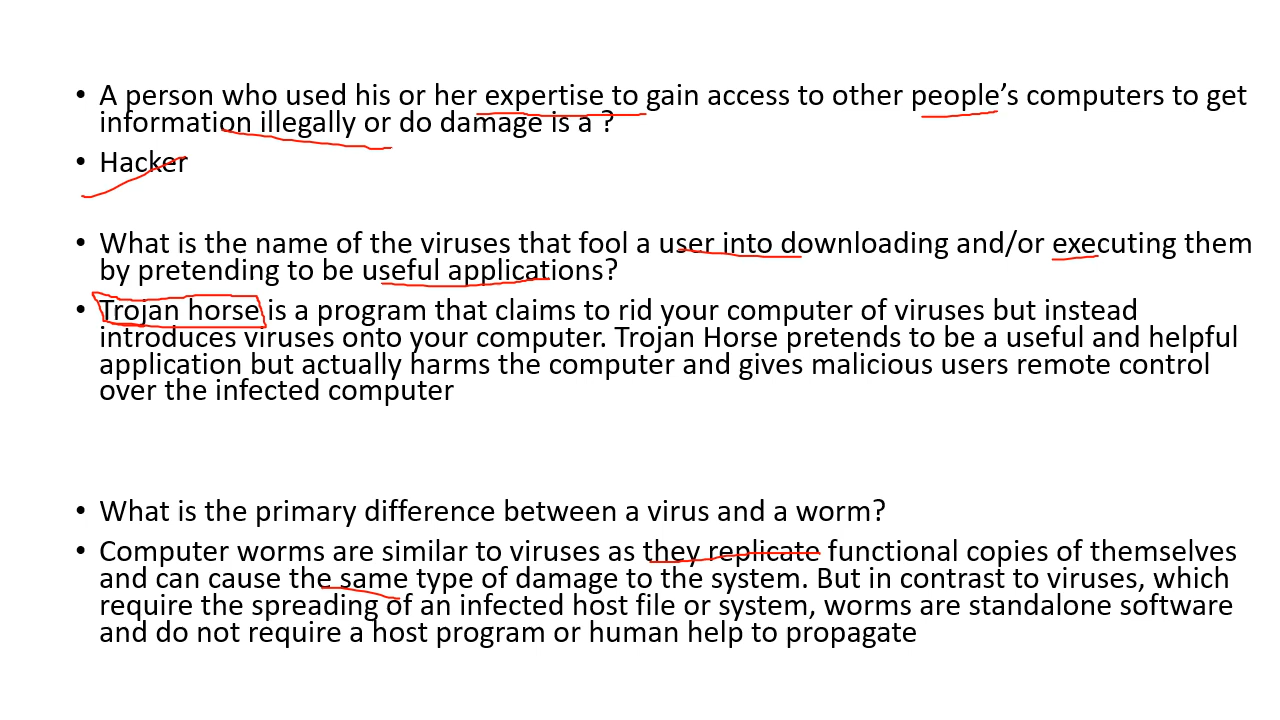 • A person who used his or her expertise to gain access to other people’s computers to get
information illegally or do damage is a ?
• Hacker
• What is the name of the viruses that fool a user into downloading and/or executing them
by pretending to be useful applications?
• Trojan horse is a program that claims to rid your computer of viruses but instead
introduces viruses onto your computer. Trojan Horse pretends to be a useful and helpful
application but actually harms the computer and gives malicious users remote control
over the infected computer
• What is the primary difference between a virus and a worm?
• Computer worms are similar to viruses as they replicate functional copies of themselves
and can cause the same type of damage to the system. But in contrast to viruses, which
require the spreading of an infected host file or system, worms are standalone software
and do not require a host program or human help to propagate